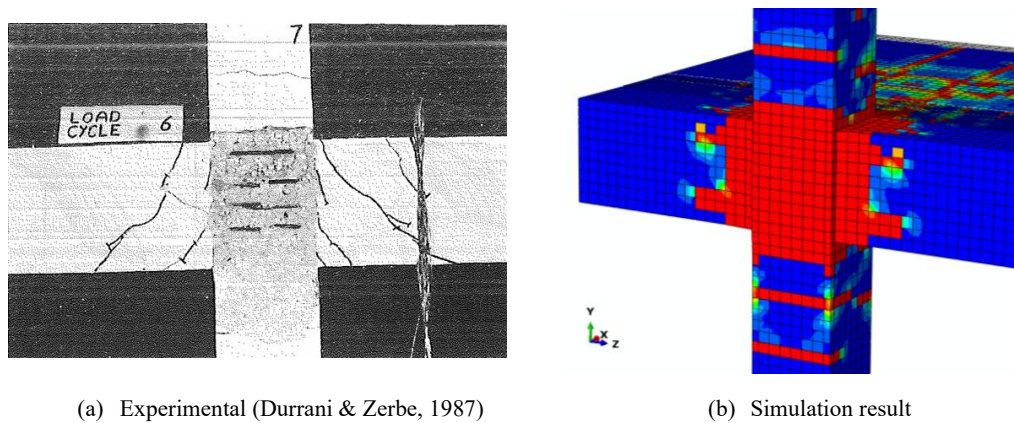 7
LOAD
CYCLE 6
Y
X
Z
(a) Experimental (Durrani & Zerbe, 1987)
(b) Simulation result